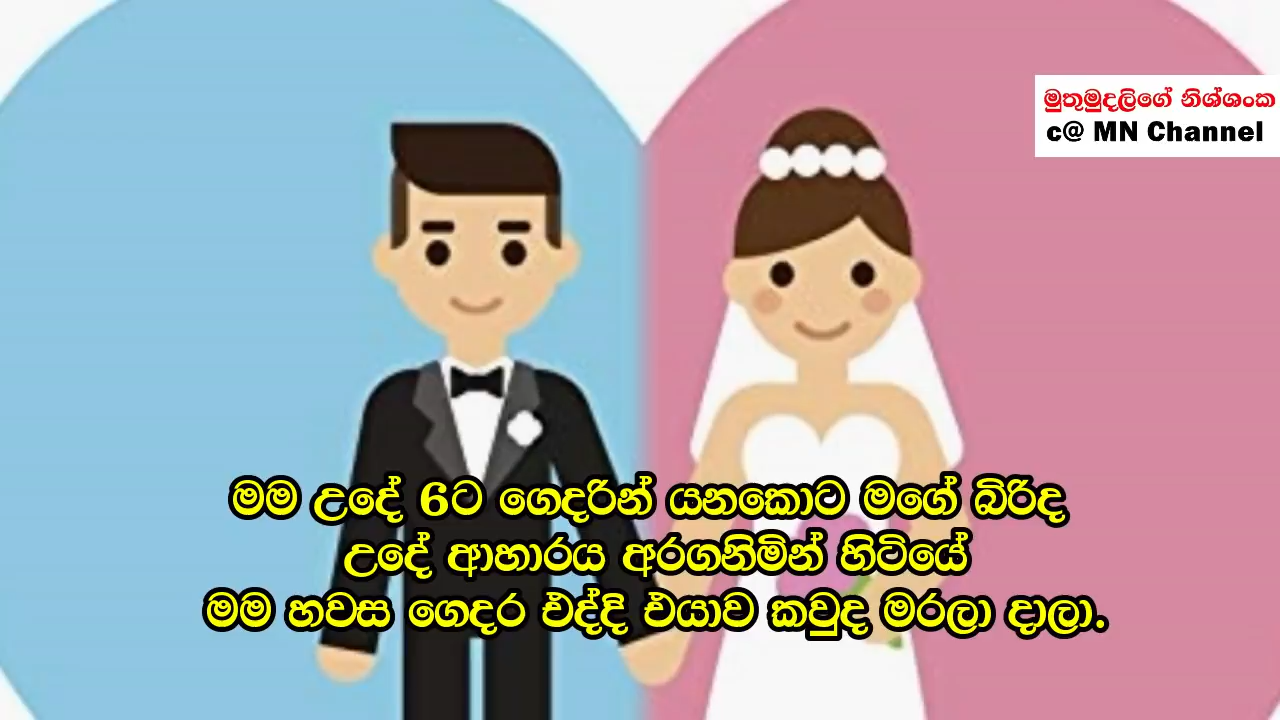 මුතුමුදලිගේ නිශ්ශංක
c@ MN Channel
මම උදේ 6ට ගෙදරින් යනකොට මගේ බිරිද
උදේ ආහාරය අරගනිමින් හිටියේ
මම හවස ගෙදර එද්දි එයාව කවුද මරලා දාලා.